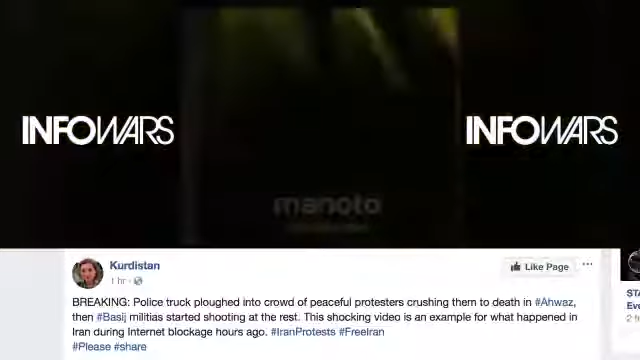 INFOWARS
INFOWARS
manoto
Kurdistan
Like Page
...
1 hr ·
BREAKING: Police truck ploughed into crowd of peaceful protesters crushing them to death in #Ahwaz,
then #Basij militias started shooting at the rest. This shocking video is an example for what happened in
Iran during Internet blockage hours ago. #IranProtests #FreeIran
#Please #share